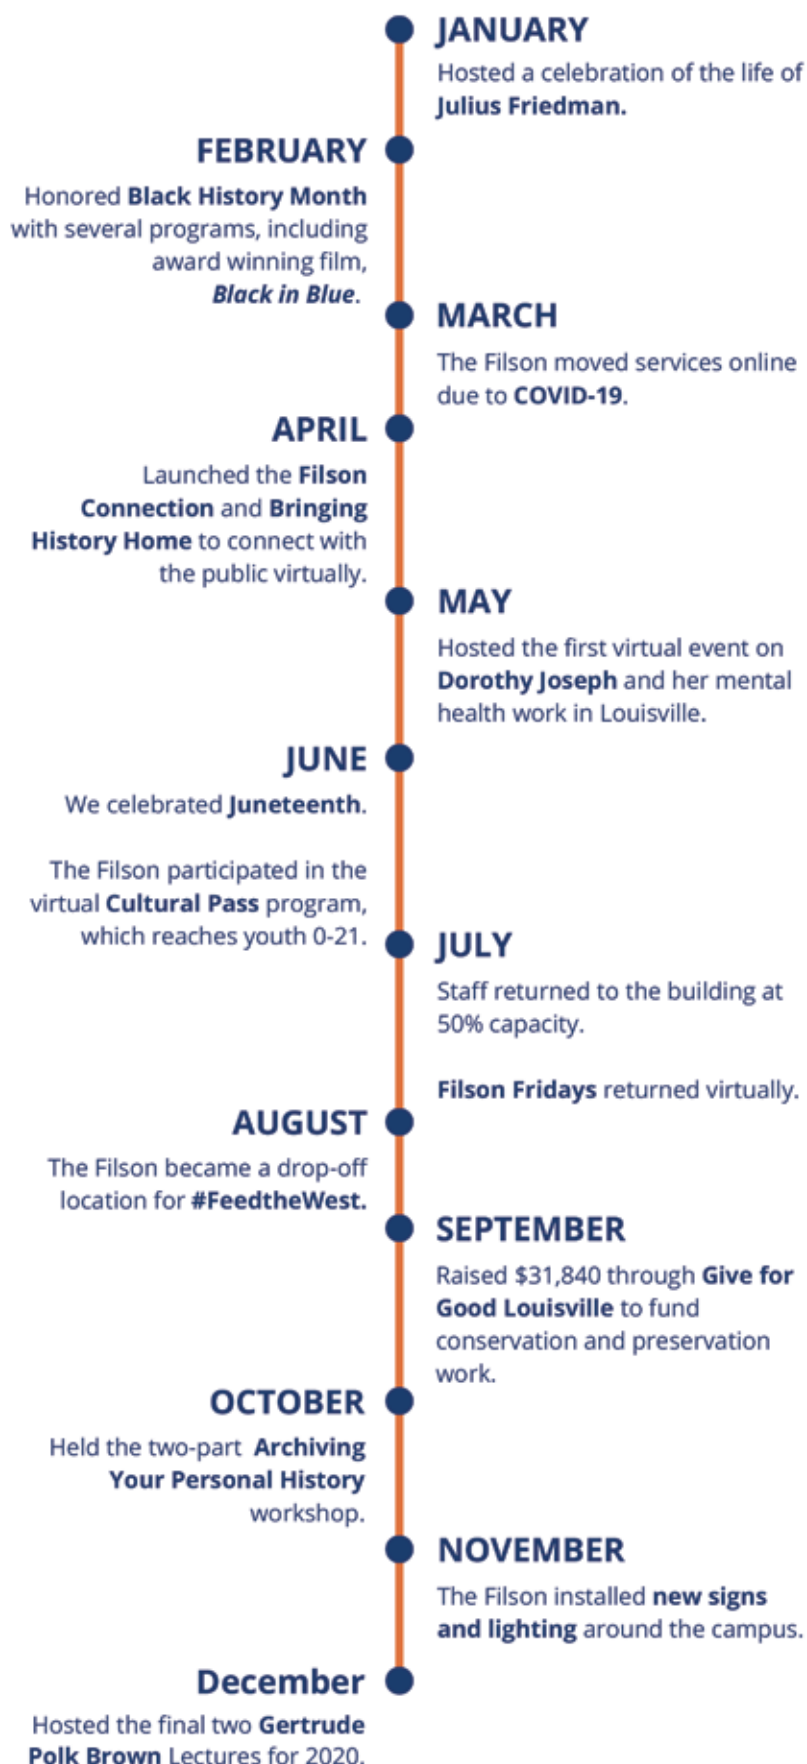 JANUARY
Hosted a celebration of the life of
Julius Friedman.
FEBRUARY
Honored Black History Month
with several programs, including
award winning film,
Black in Blue.
MARCH
The Filson moved services online
due to COVID-19.
APRIL
Launched the Filson
Connection and Bringing
History Home to connect with
the public virtually.
MAY
Hosted the first virtual event on
Dorothy Joseph and her mental
health work in Louisville.
JUNE
We celebrated Juneteenth.
The Filson participated in the
virtual Cultural Pass program,
which reaches youth 0-21.
JULY
Staff returned to the building at
50% capacity.
Filson Fridays returned virtually.
AUGUST
The Filson became a drop-off
location for #FeedtheWest.
SEPTEMBER
Raised $31,840 through Give for
Good Louisville to fund
conservation and preservation
work.
OCTOBER
Held the two-part Archiving
Your Personal History
workshop.
NOVEMBER
The Filson installed new signs
and lighting around the campus.
December
Hosted the final two Gertrude
Polk Brown Lectures for 2020.